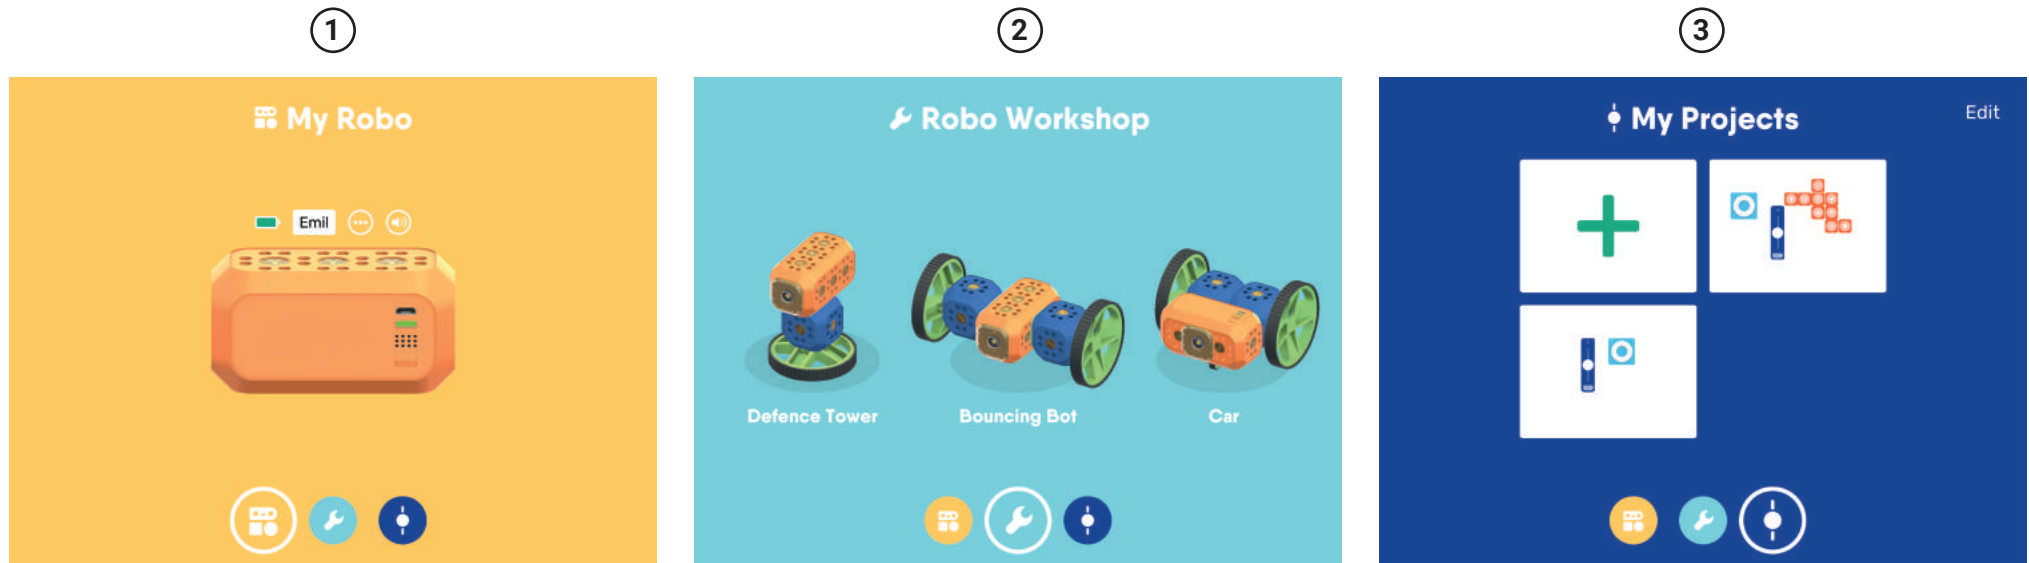 1
2
3
My Robo
Emil
Robo Workshop
Defence Tower
Bouncing Bot
Car
My Projects
Edit